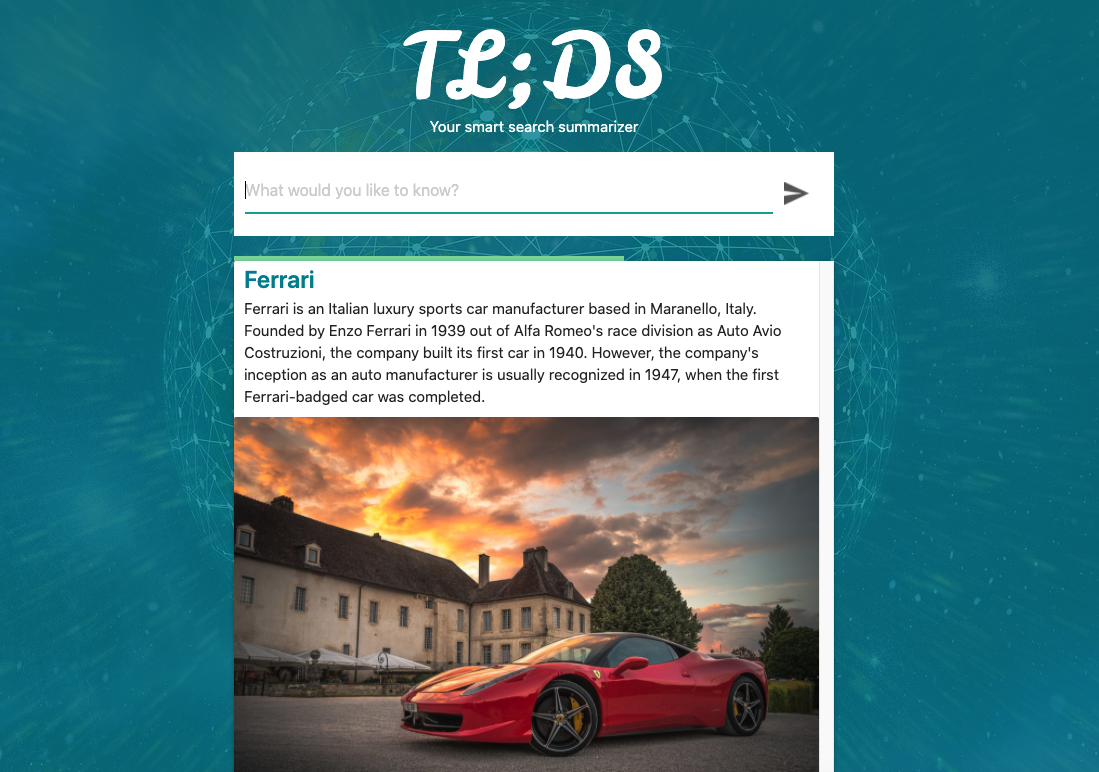 TL;DS
Your smart search summarizer
What would you like to know?
Ferrari
Ferrari is an Italian luxury sports car manufacturer based in Maranello, Italy.
Founded by Enzo Ferrari in 1939 out of Alfa Romeo's race division as Auto Avio
Costruzioni, the company built its first car in 1940. However, the company's
inception as an auto manufacturer is usually recognized in 1947, when the first
Ferrari-badged car was completed.